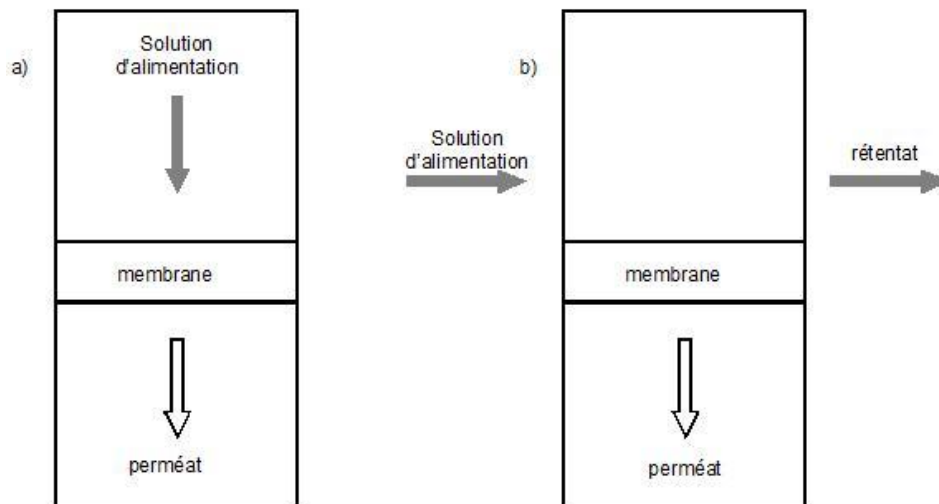 a)
Solution
d'alimentation
membrane
perméat
b)
Solution
d'alimentation
rétentat
membrane
perméat